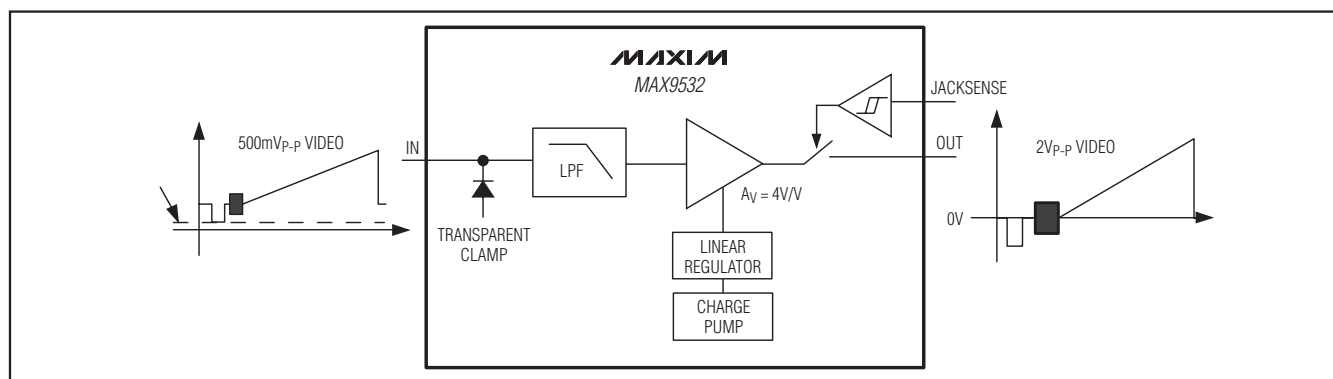 MAXIM
MAX9532
JACKSENSE
500mVP-P VIDEO
IN
LPF
AV = 4V/V
OUT
2VP-P VIDEO
0V
TRANSPARENT
CLAMP
LINEAR
REGULATOR
CHARGE
PUMP